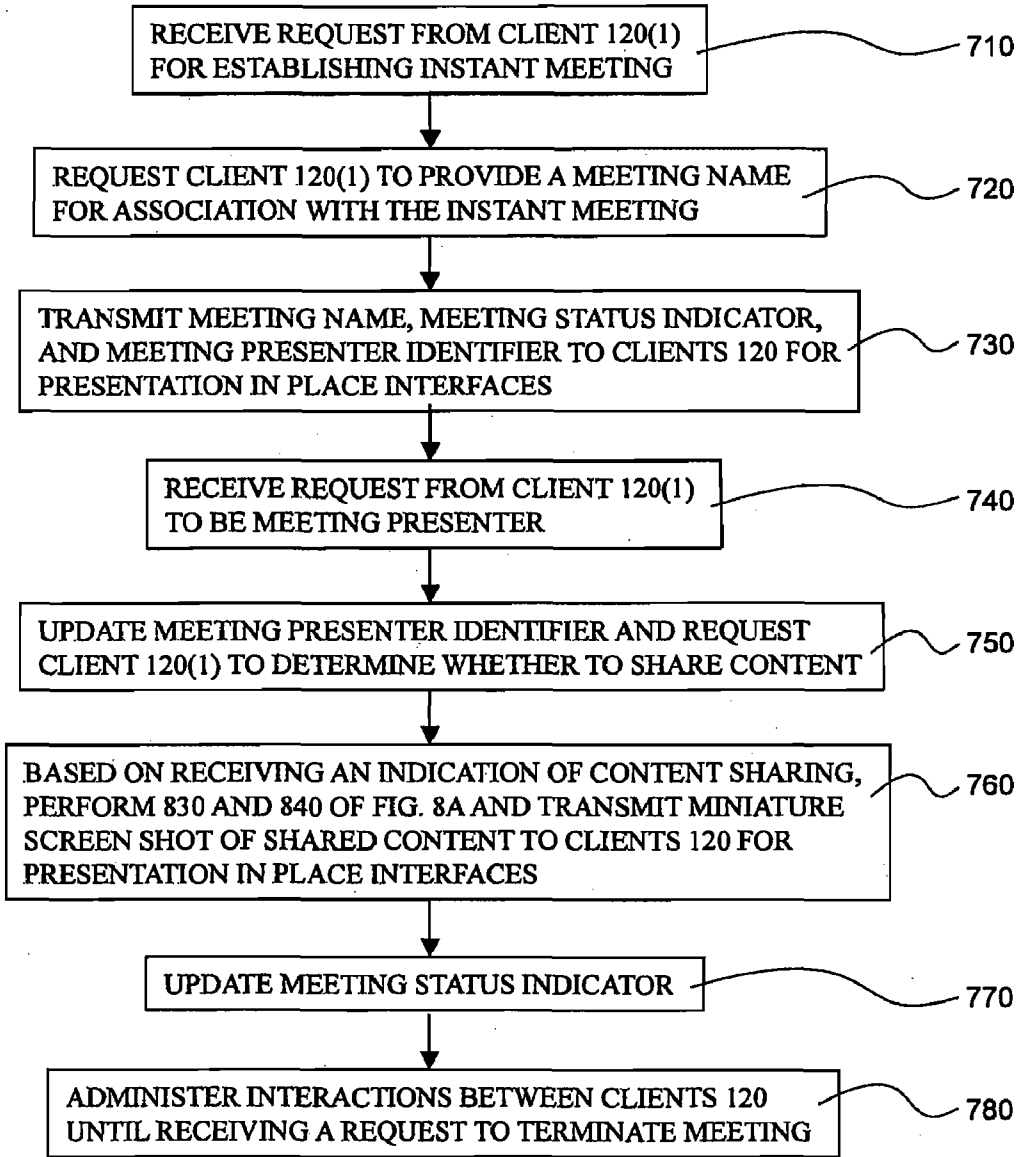 RECEIVE REQUEST FROM CLIENT 120(1)
FOR ESTABLISHING INSTANT MEETING
710
REQUEST CLIENT 120(1) TO PROVIDE A MEETING NAME
FOR ASSOCIATION WITH THE INSTANT MEETING
720
TRANSMIT MEETING NAME, MEETING STATUS INDICATOR,
AND MEETING PRESENTER IDENTIFIER TO CLIENTS 120 FOR
PRESENTATION IN PLACE INTERFACES
730
RECEIVE REQUEST FROM CLIENT 120(1)
TO BE MEETING PRESENTER
740
UPDATE MEETING PRESENTER IDENTIFIER AND REQUEST
CLIENT 120(1) TO DETERMINE WHETHER TO SHARE CONTENT
750
BASED ON RECEIVING AN INDICATION OF CONTENT SHARING,
PERFORM 830 AND 840 OF FIG. 8A AND TRANSMIT MINIATURE
SCREEN SHOT OF SHARED CONTENT TO CLIENTS 120 FOR
PRESENTATION IN PLACE INTERFACES
760
UPDATE MEETING STATUS INDICATOR
770
ADMINISTER INTERACTIONS BETWEEN CLIENTS 120
UNTIL RECEIVING A REQUEST TO TERMINATE MEETING
780